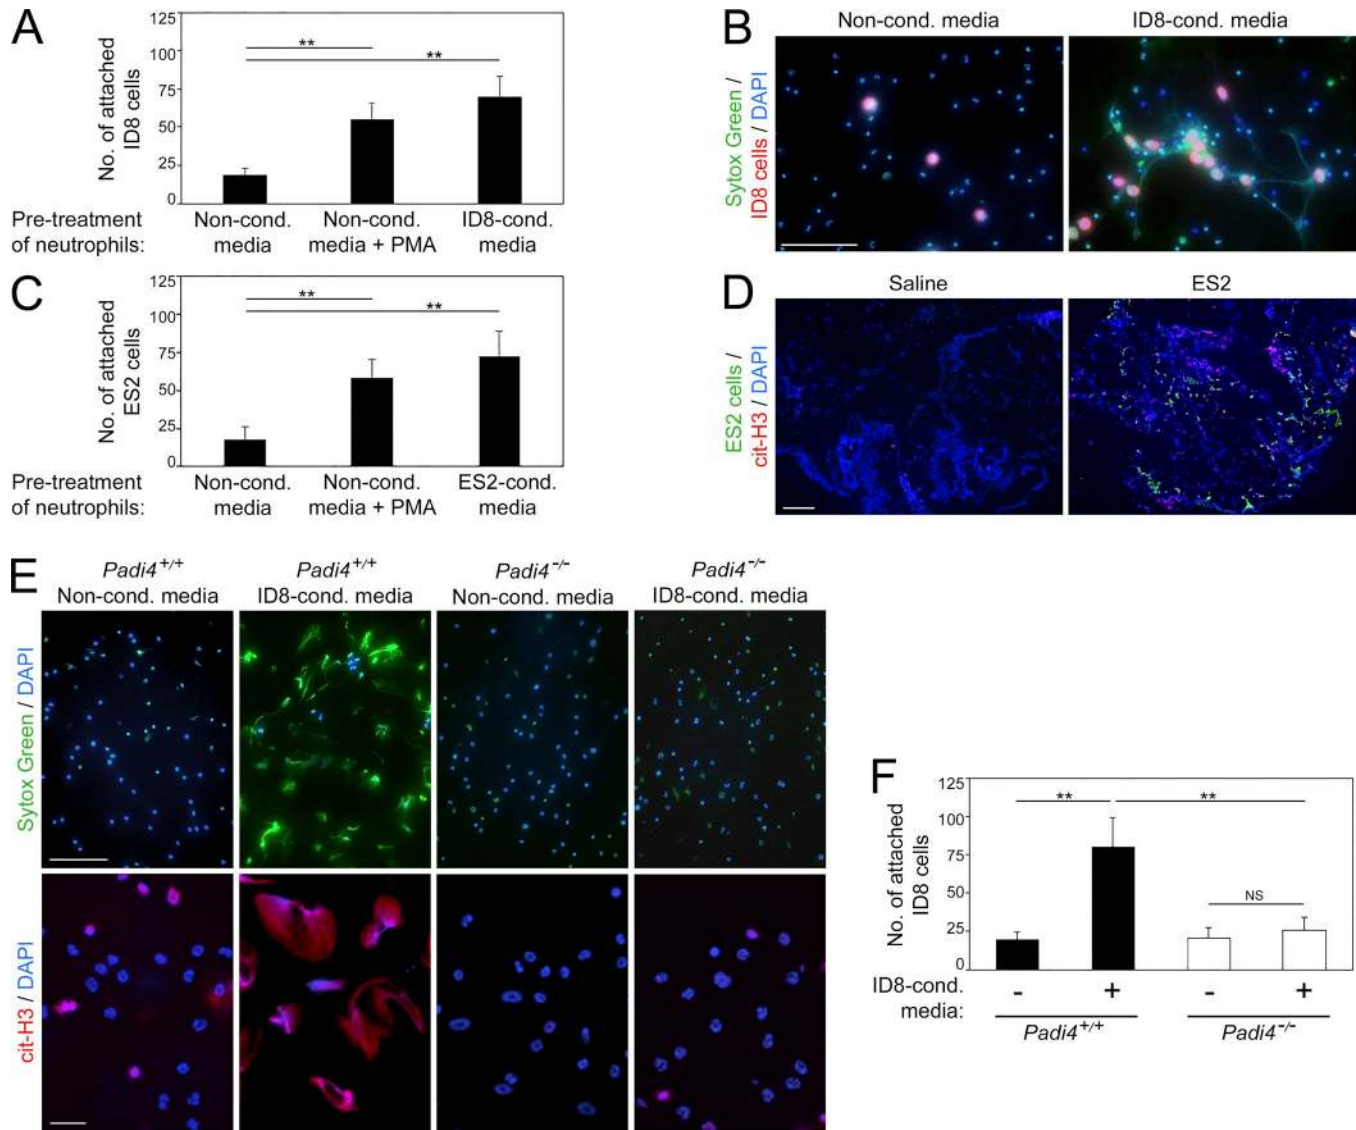 A
No. of attached
ID8 cells
125
100
75
50
25
0
**
**
Pre-treatment
of neutrophils:
Non-cond.
media
Non-cond.
media + PMA
ID8-cond.
media
B
Non-cond. media
ID8-cond. media
Sytox Green /
ID8 cells / DAPI
C
No. of attached
ES2 cells
125
100
75
50
25
0
**
**
Pre-treatment
of neutrophils:
Non-cond.
media
Non-cond.
media + PMA
ES2-cond.
media
D
Saline
ES2
ES2 cells /
cit-H3 / DAPI
E
Padi4+/+
Non-cond. media
Padi4+/+
ID8-cond. media
Padi4-/-
Non-cond. media
Padi4-/-
ID8-cond. media
Sytox Green / DAPI
cit-H3 / DAPI
F
No. of attached
ID8 cells
125
100
75
50
25
0
**
**
NS
ID8-cond.
media:
- + - +
Padi4+/+
Padi4-/-